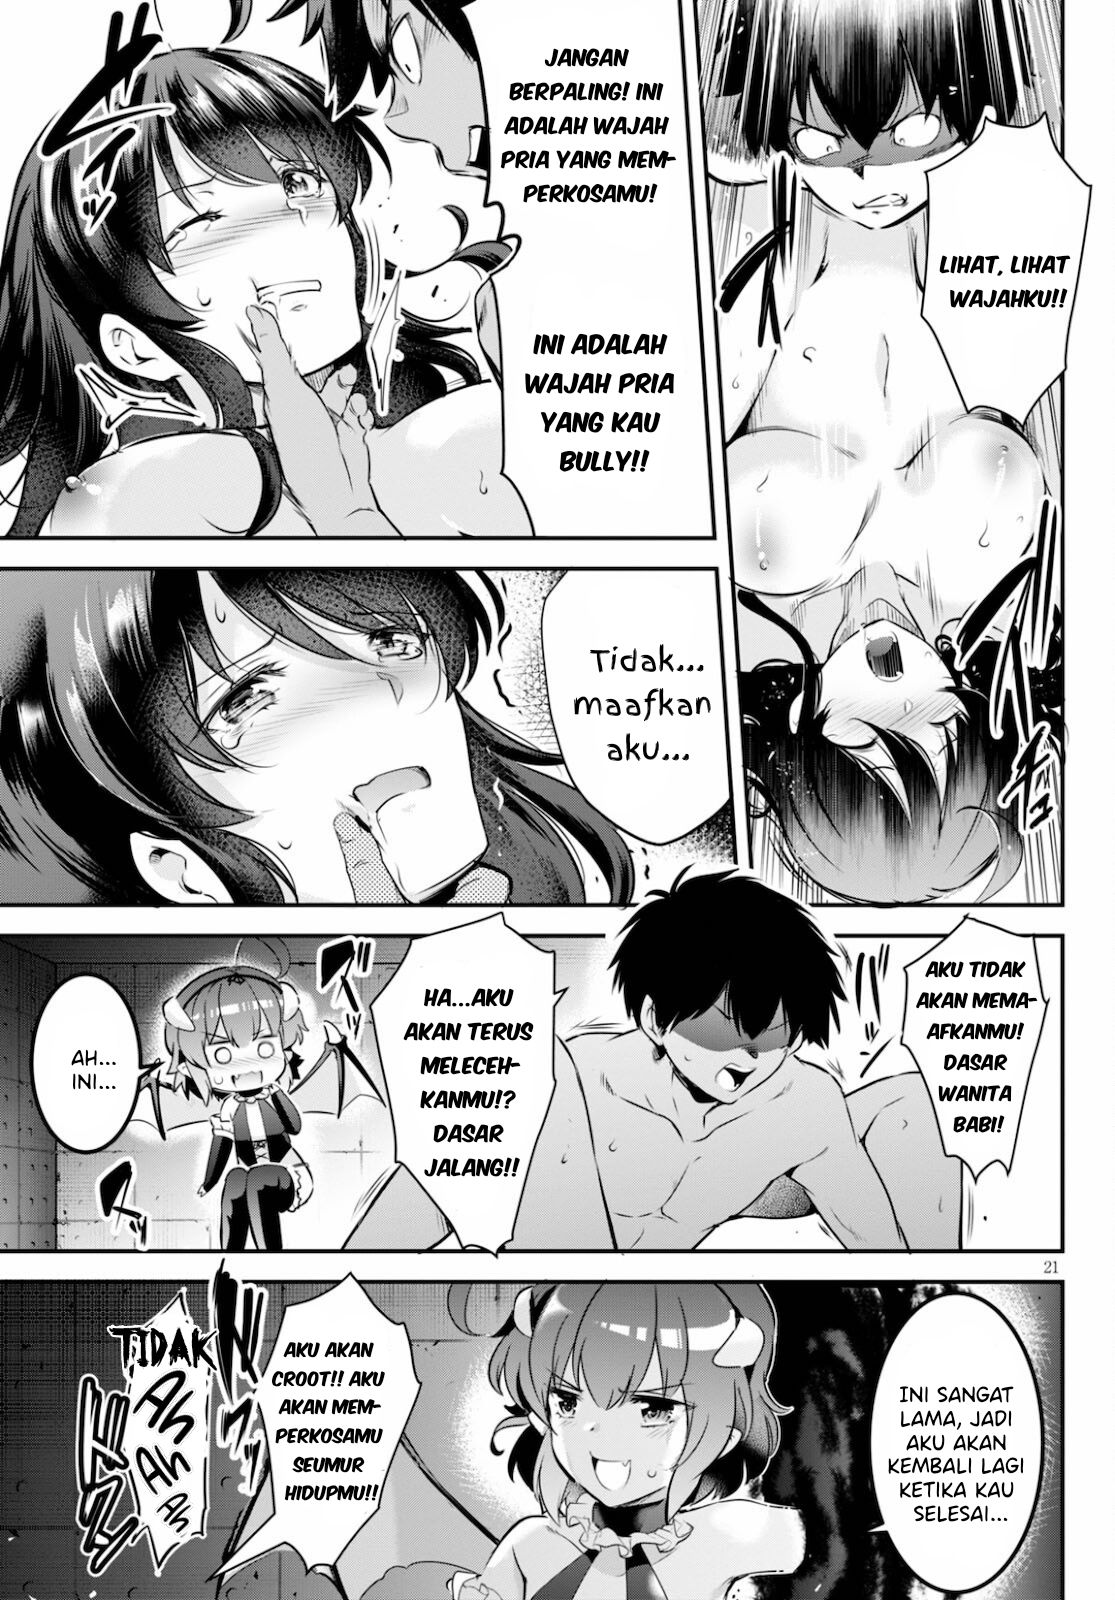 LIHAT, LIHAT
WAJAHKU!!
JANGAN
BERPALING! INI
ADALAH WAJAH
PRIA YANG MEM-
PERKOSAMU!
INI ADALAH
WAJAH PRIA
YANG KAU
BULLY!!
Tidak...
maafkan
aku...
AKU TIDAK
AKAN MEMA-
AFKANMU!
DASAR
WANITA
BABI!
HA...AKU
AKAN TERUS
MELECEH-
KANMU!?
DASAR
JALANG!!
AH...
INI...
21
INI SANGAT
LAMA, JADI
AKU AKAN
KEMBALI LAGI
KETIKA KAU
SELESAI...
AKU AKAN
CROOT!! AKU
AKAN MEM-
PERKOSAMU
SEUMUR
HIDUPMU!!
TIDAK
Ah
Ah
Ah